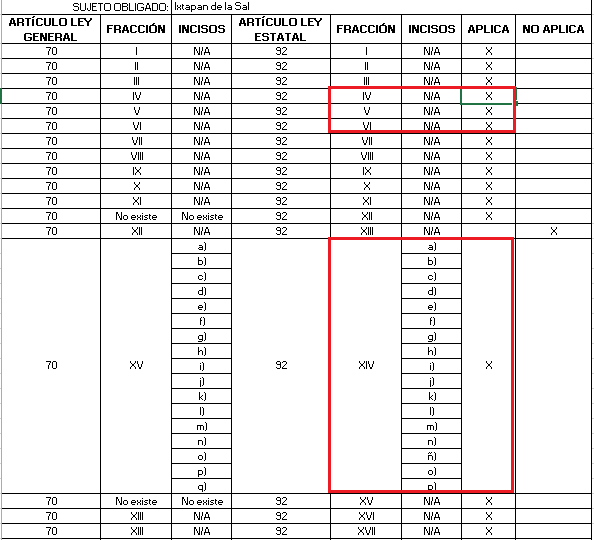 SUJETO OBLIGADO: Ixtapan de la Sal
ARTÍCULO LEY GENERAL FRACCIÓN INCISOS ARTÍCULO LEY ESTATAL FRACCIÓN INCISOS APLICA NO APLICA
70 I N/A 92 I N/A X
70 II N/A 92 II N/A X
70 III N/A 92 III N/A X
70 IV N/A 92 IV N/A X
70 V N/A 92 V N/A X
70 VI N/A 92 VI N/A X
70 VII N/A 92 VII N/A X
70 VIII N/A 92 VIII N/A X
70 IX N/A 92 IX N/A X
70 X N/A 92 X N/A X
70 XI N/A 92 XI N/A X
70 No existe No existe 92 XII N/A X
70 XII N/A 92 XIII N/A X
a) a)
b) b)
c) c)
d) d)
e) e)
f) f)
g) g)
h) h)
70 XV i) 92 XIV i) X
j) j)
k) k)
l) l)
m) m)
n) n)
o) ñ)
p) o)
q) p)
70 No existe No existe 92 XV N/A X
70 XIII N/A 92 XVI N/A X
70 XIII N/A 92 XVII N/A X